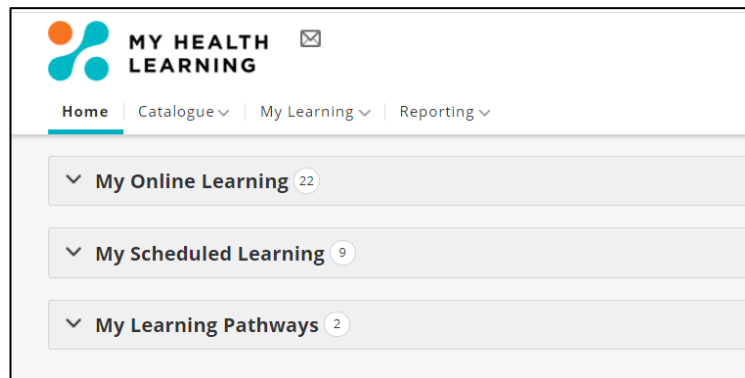 MY HEALTH
LEARNING
Home Catalogue My Learning Reporting
My Online Learning 22
My Scheduled Learning 9
My Learning Pathways 2